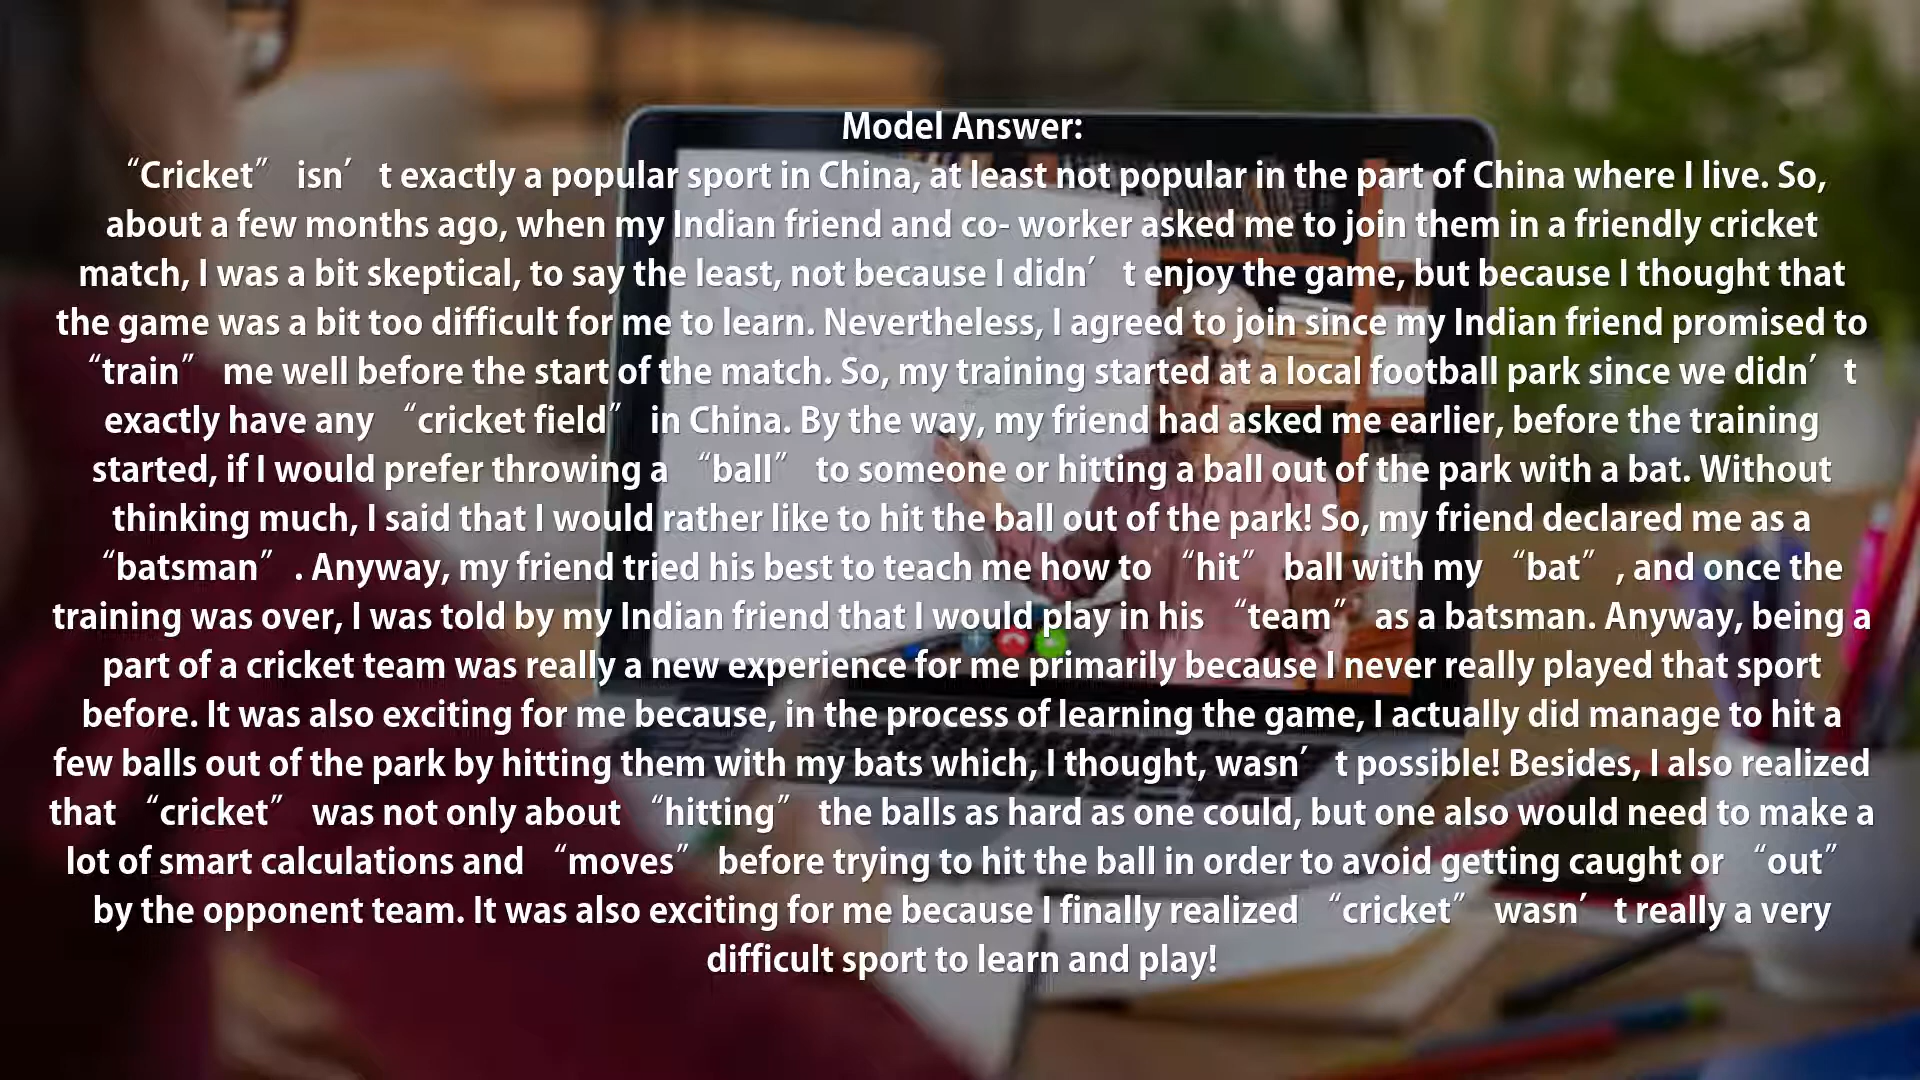 Model Answer:
“Cricket” isn’t exactly a popular sport in China, at least not popular in the part of China where I live. So,
about a few months ago, when my Indian friend and co- worker asked me to join them in a friendly cricket
match, I was a bit skeptical, to say the least, not because I didn’t enjoy the game, but because I thought that
the game was a bit too difficult for me to learn. Nevertheless, I agreed to join since my Indian friend promised to
“train” me well before the start of the match. So, my training started at a local football park since we didn’t
exactly have any “cricket field” in China. By the way, my friend had asked me earlier, before the training
started, if I would prefer throwing a “ball” to someone or hitting a ball out of the park with a bat. Without
thinking much, I said that I would rather like to hit the ball out of the park! So, my friend declared me as a
“batsman”. Anyway, my friend tried his best to teach me how to “hit” ball with my “bat”, and once the
training was over, I was told by my Indian friend that I would play in his “team” as a batsman. Anyway, being a
part of a cricket team was really a new experience for me primarily because I never really played that sport
before. It was also exciting for me because, in the process of learning the game, I actually did manage to hit a
few balls out of the park by hitting them with my bats which, I thought, wasn’t possible! Besides, I also realized
that “cricket” was not only about “hitting” the balls as hard as one could, but one also would need to make a
lot of smart calculations and “moves” before trying to hit the ball in order to avoid getting caught or “out”
by the opponent team. It was also exciting for me because I finally realized “cricket” wasn’t really a very
difficult sport to learn and play!